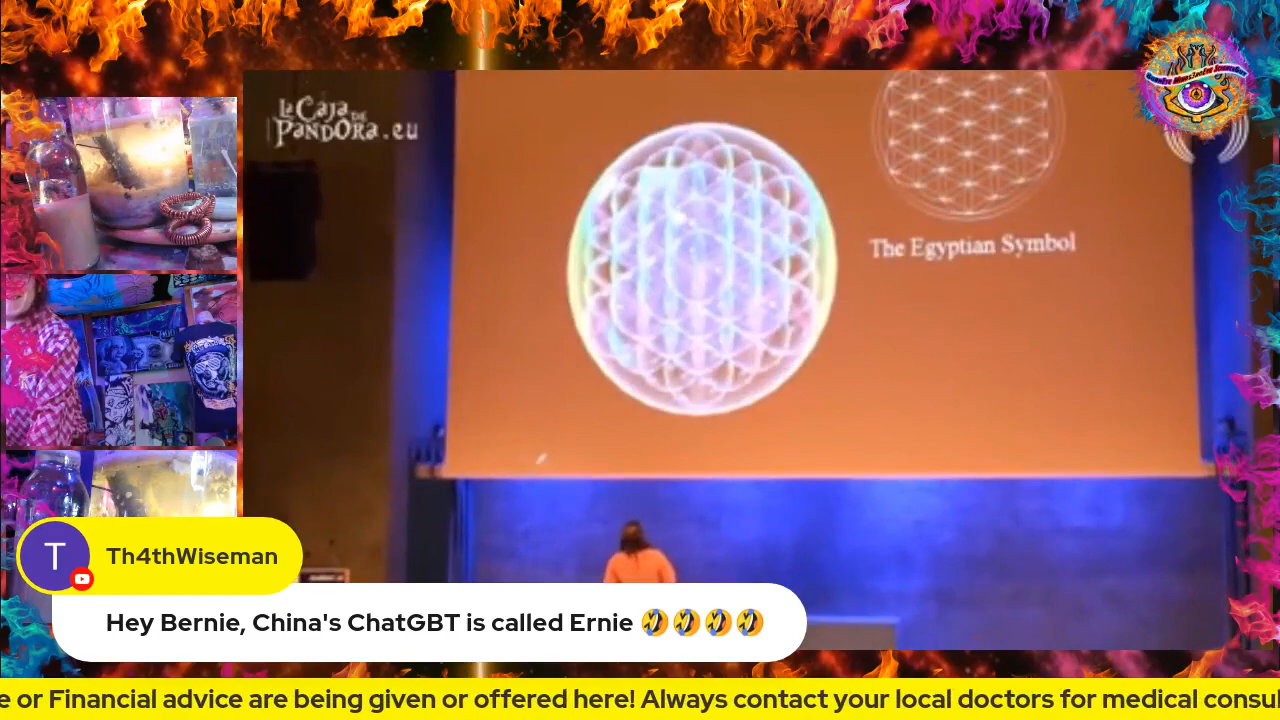 La Caja
DE
PANDORA.eu
The Egyptian Symbol
T
Th4thWiseman
Hey Bernie, China's ChatGBT is called Ernie 🤣🤣🤣🤣
e or Financial advice are being given or offered here! Always contact your local doctors for medical consul